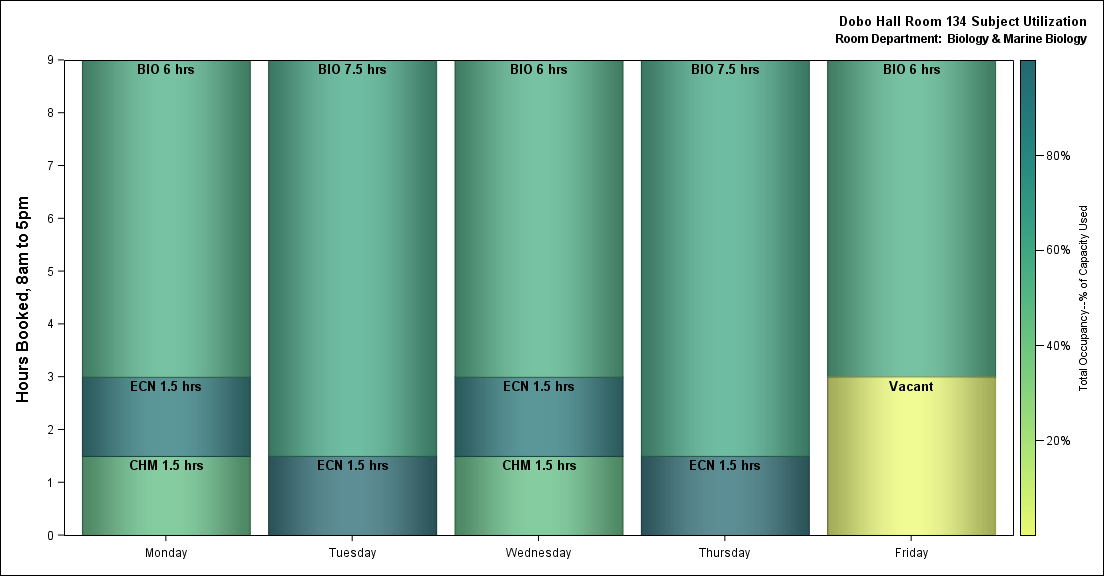 Dobo Hall Room 134 Subject Utilization
Room Department: Biology & Marine Biology
Hours Booked, 8am to 5pm
9
8
7
6
5
4
3
2
1
0
BIO 6 hrs
ECN 1.5 hrs
CHM 1.5 hrs
BIO 7.5 hrs
ECN 1.5 hrs
BIO 6 hrs
ECN 1.5 hrs
CHM 1.5 hrs
BIO 7.5 hrs
ECN 1.5 hrs
BIO 6 hrs
Vacant
Monday
Tuesday
Wednesday
Thursday
Friday
80%
60%
40%
20%
Total Occupancy--% of Capacity Used